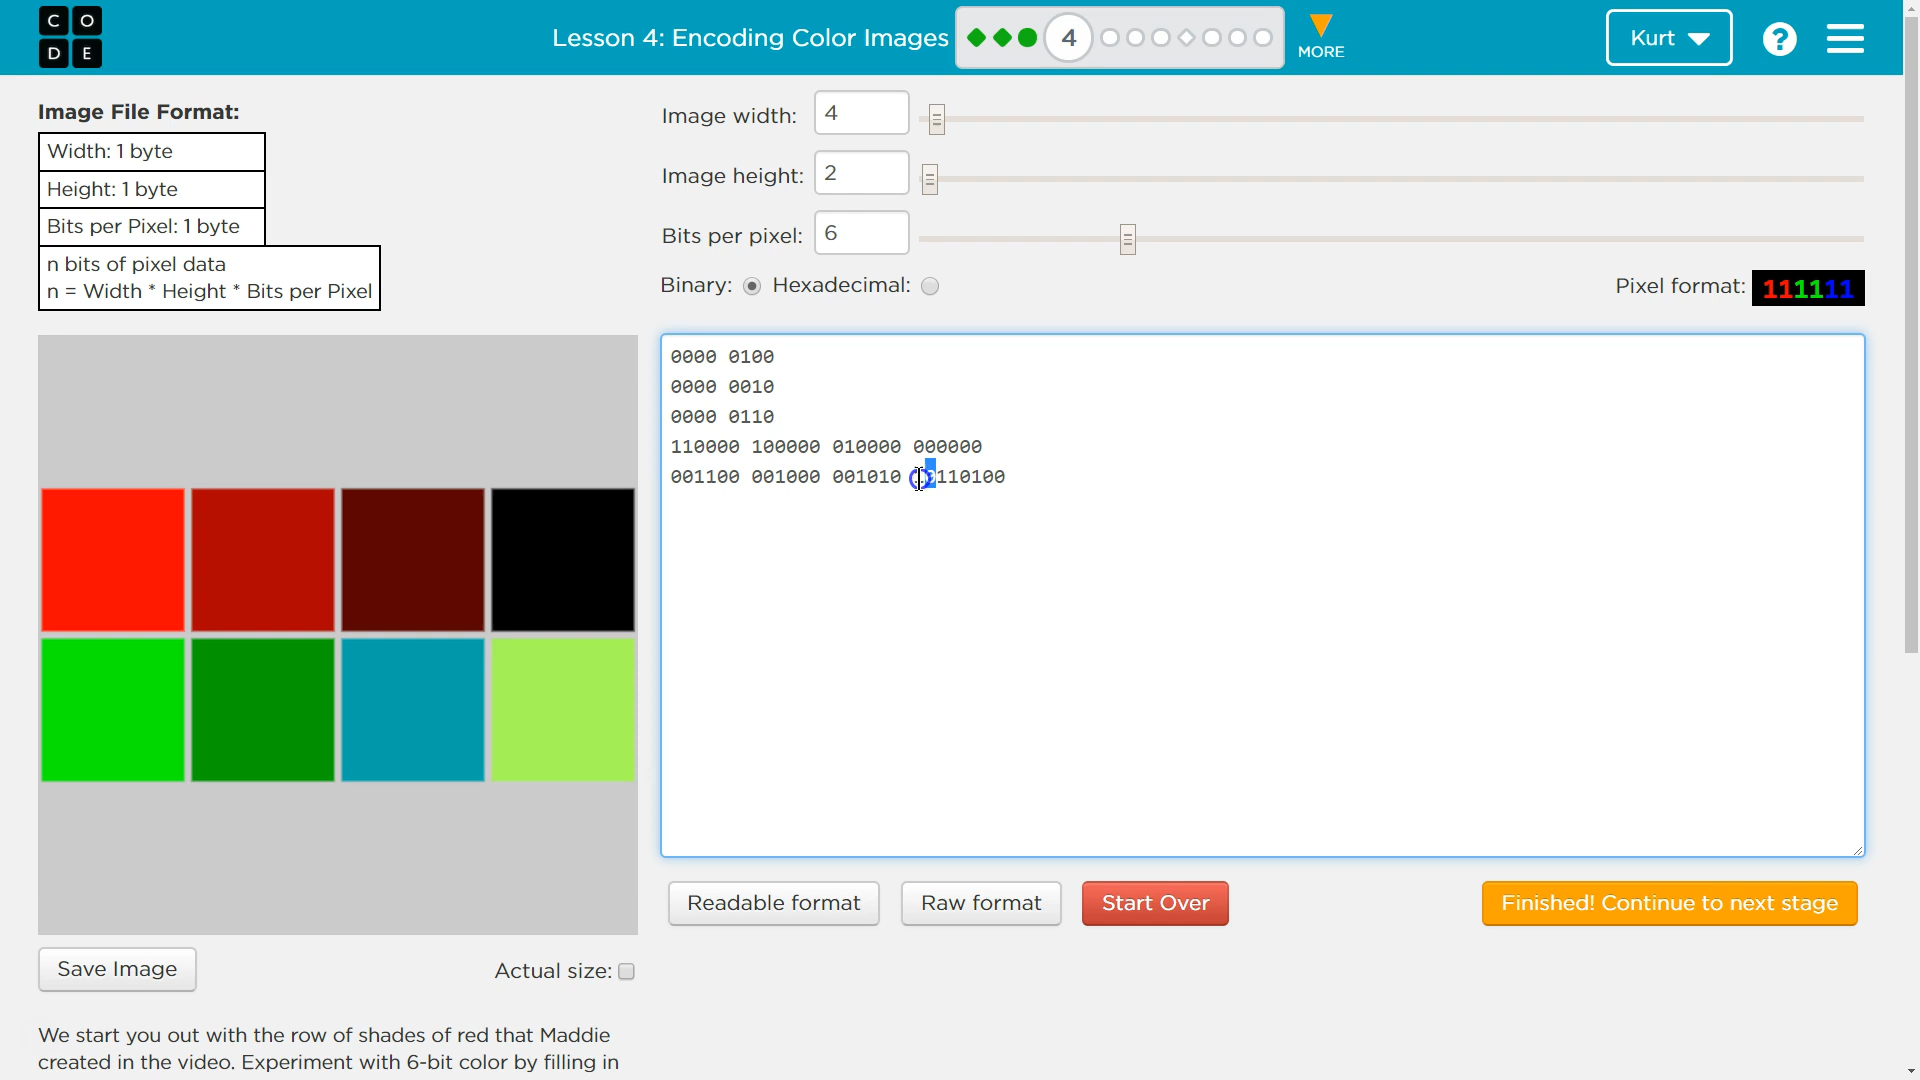 CODE
Lesson 4: Encoding Color Images
4
MORE
Kurt
?
Image File Format:
Width: 1 byte
Height: 1 byte
Bits per Pixel: 1 byte
n bits of pixel data
n = Width * Height * Bits per Pixel
Image width: 4
Image height: 2
Bits per pixel: 6
Binary: Hexadecimal:
Pixel format: 111111
0000 0100
0000 0010
0000 0110
110000 100000 010000 000000
001100 001000 001010
Readable format
Raw format
Start Over
Finished! Continue to next stage
Save Image
Actual size:
We start you out with the row of shades of red that Maddie
created in the video. Experiment with 6-bit color by filling in